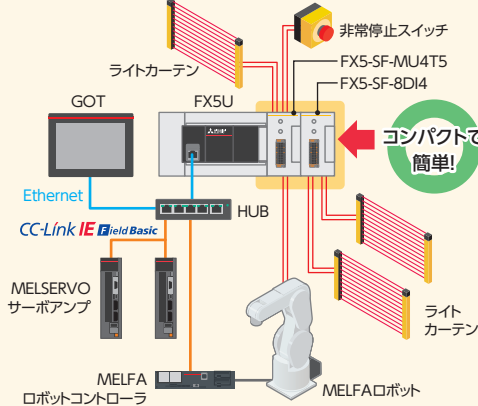 非常停止スイッチ
ライトカーテン
FX5-SF-MU4T5
FX5-SF-8DI4
GOT
FX5U
コンパクトで
簡単!
Ethernet
HUB
CC-Link IE Field Basic
MELSERVO
サーボアンプ
ライト
カーテン
MELFA
ロボットコントローラ
MELFAロボット